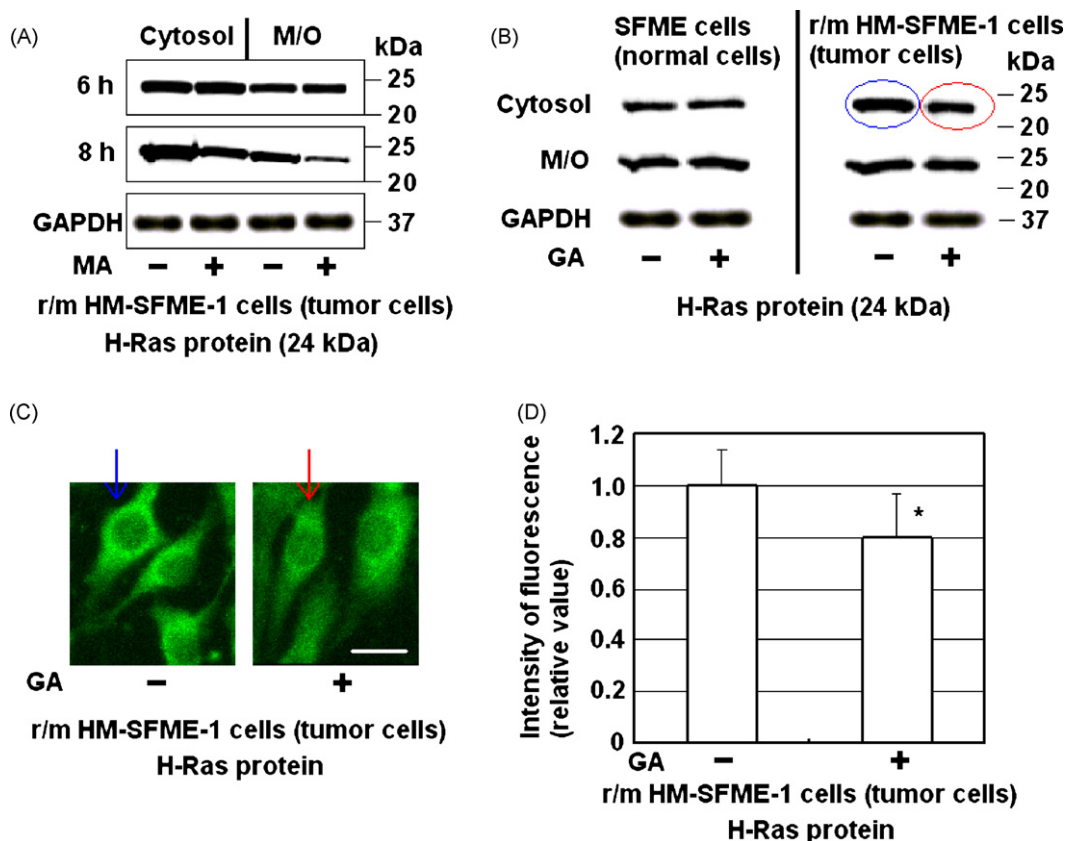 (A)
Cytosol M/O
kDa
6 h
25
20
8 h
25
20
GAPDH
37
MA − + − +
r/m HM-SFME-1 cells (tumor cells)
H-Ras protein (24 kDa)
(B)
SFME cells
(normal cells)
r/m HM-SFME-1 cells
(tumor cells)
kDa
Cytosol
25
20
M/O
25
20
GAPDH
37
GA − + − +
H-Ras protein (24 kDa)
(C)
GA − +
r/m HM-SFME-1 cells (tumor cells)
H-Ras protein
(D)
Intensity of fluorescence
(relative value)
1.2
1.0
0.8
0.6
0.4
0.2
0
*
GA − +
r/m HM-SFME-1 cells (tumor cells)
H-Ras protein